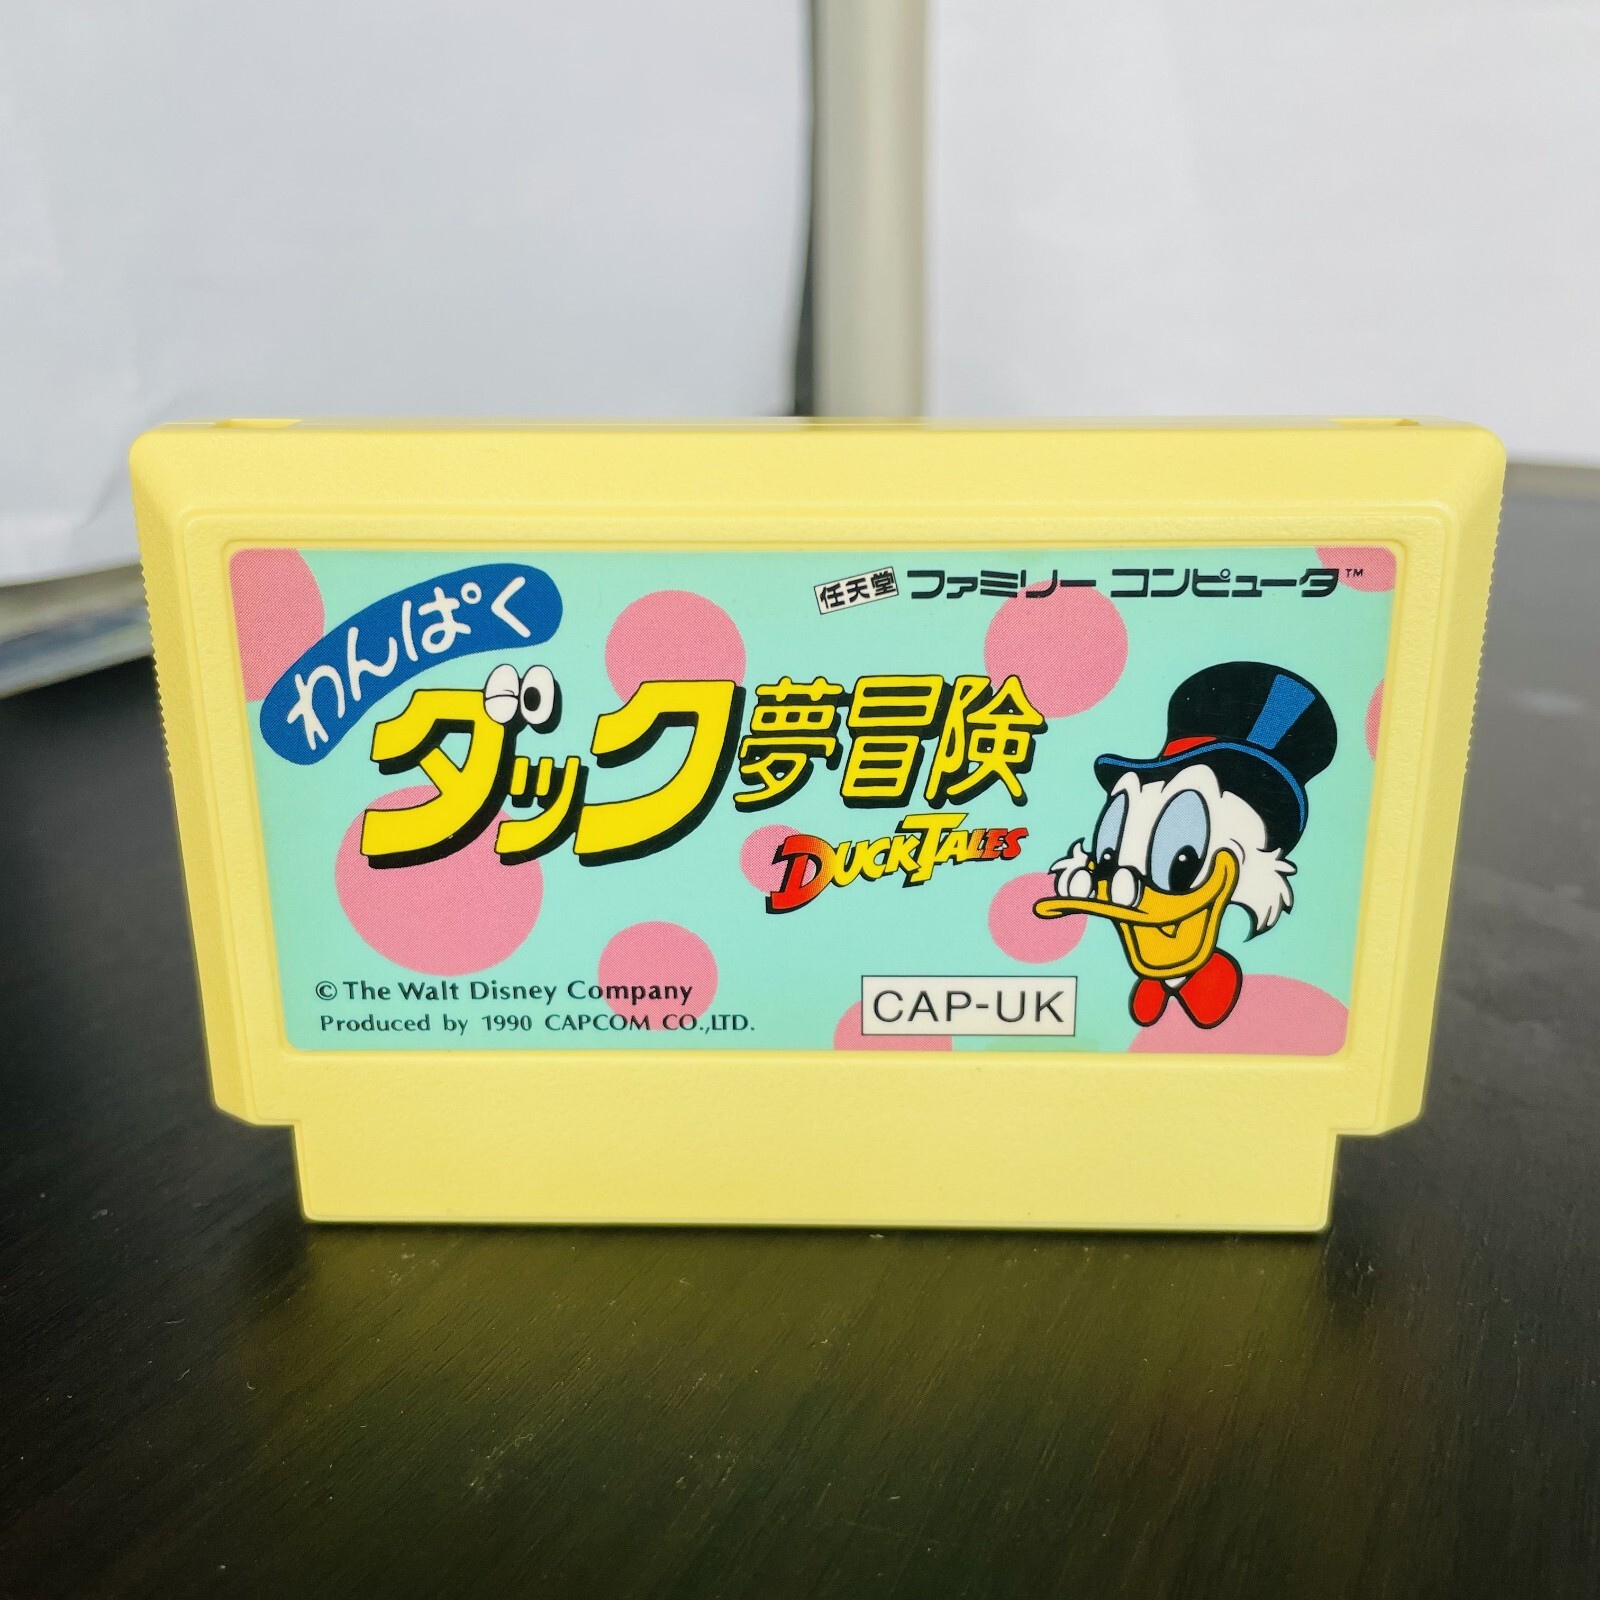 任天堂 ファミリー コンピュータ™
わんぱく
ダック夢冒険
DUCKTALES
© The Walt Disney Company
Produced by 1990 CAPCOM CO.,LTD.
CAP-UK